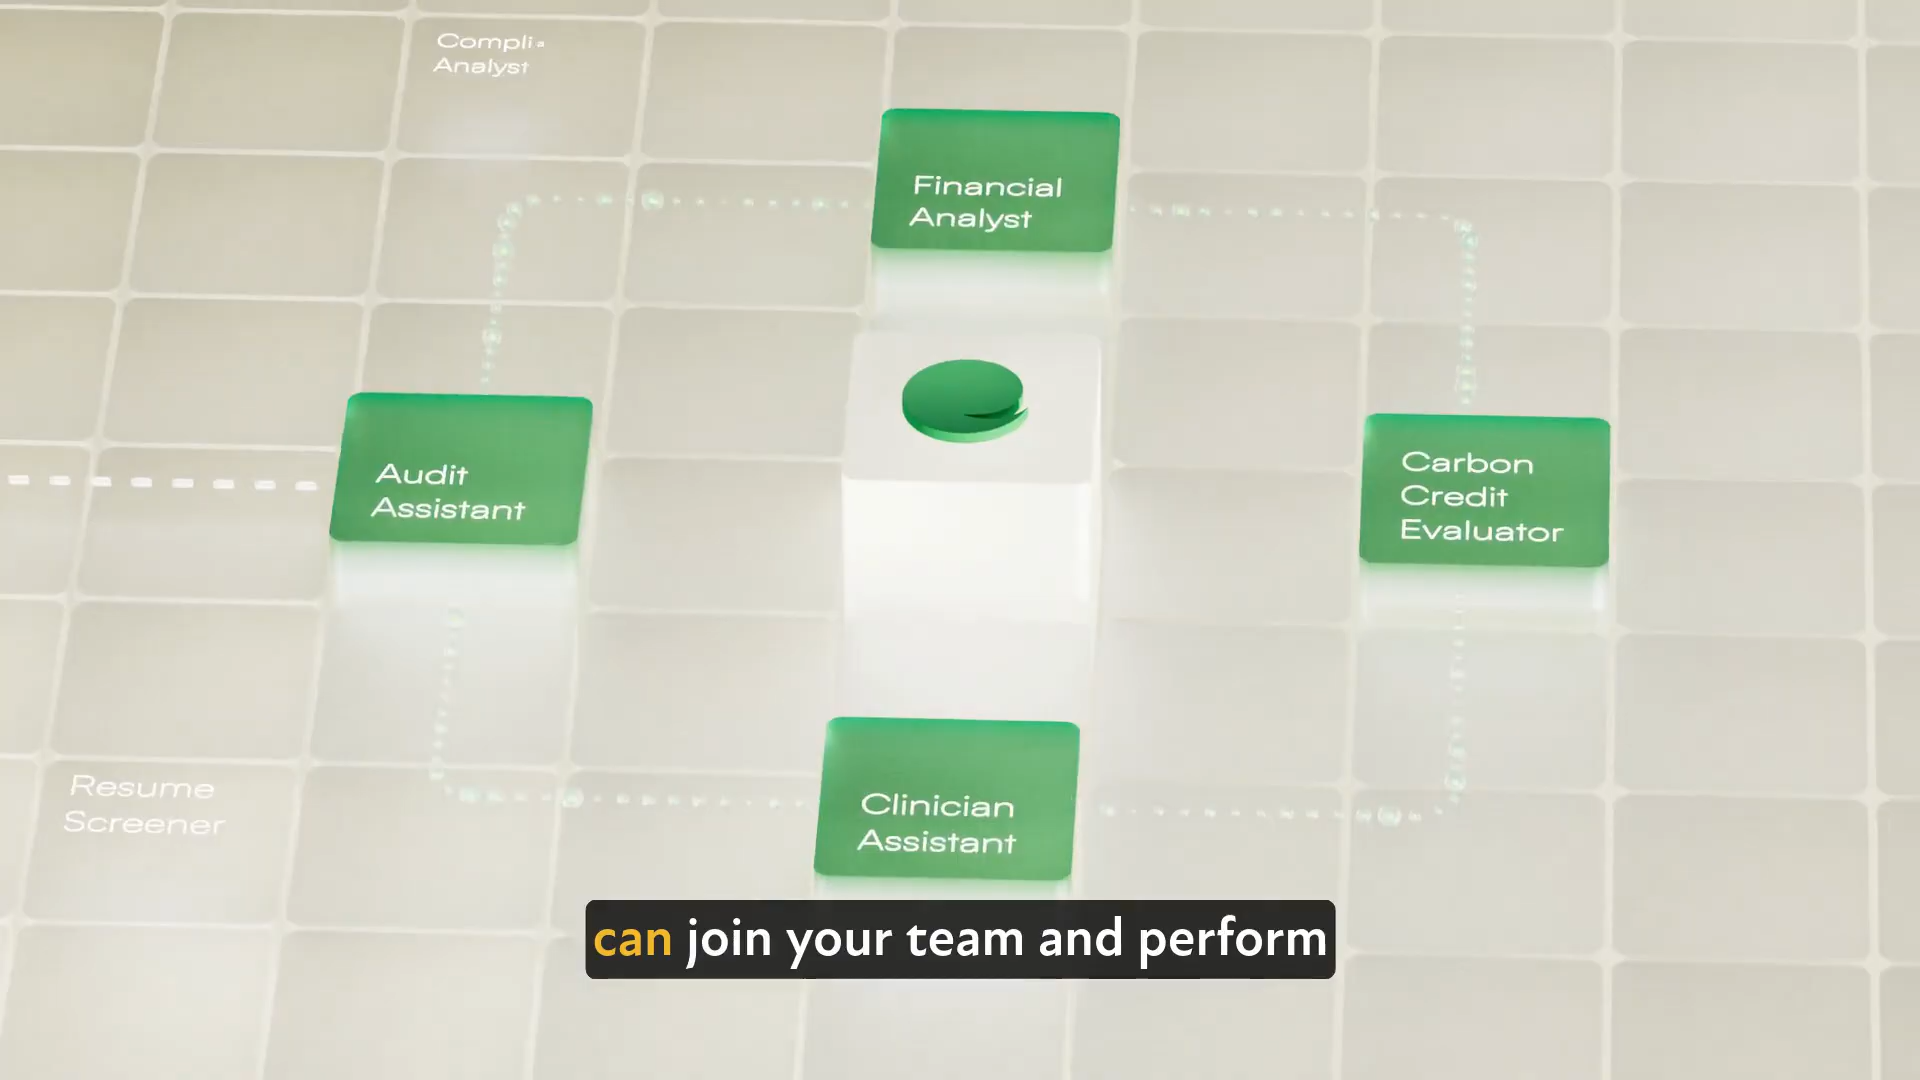 Analyst
Financial
Analyst
Audit
Assistant
Carbon
Credit
Evaluator
Resume
Screener
Clinician
Assistant
can join your team and perform